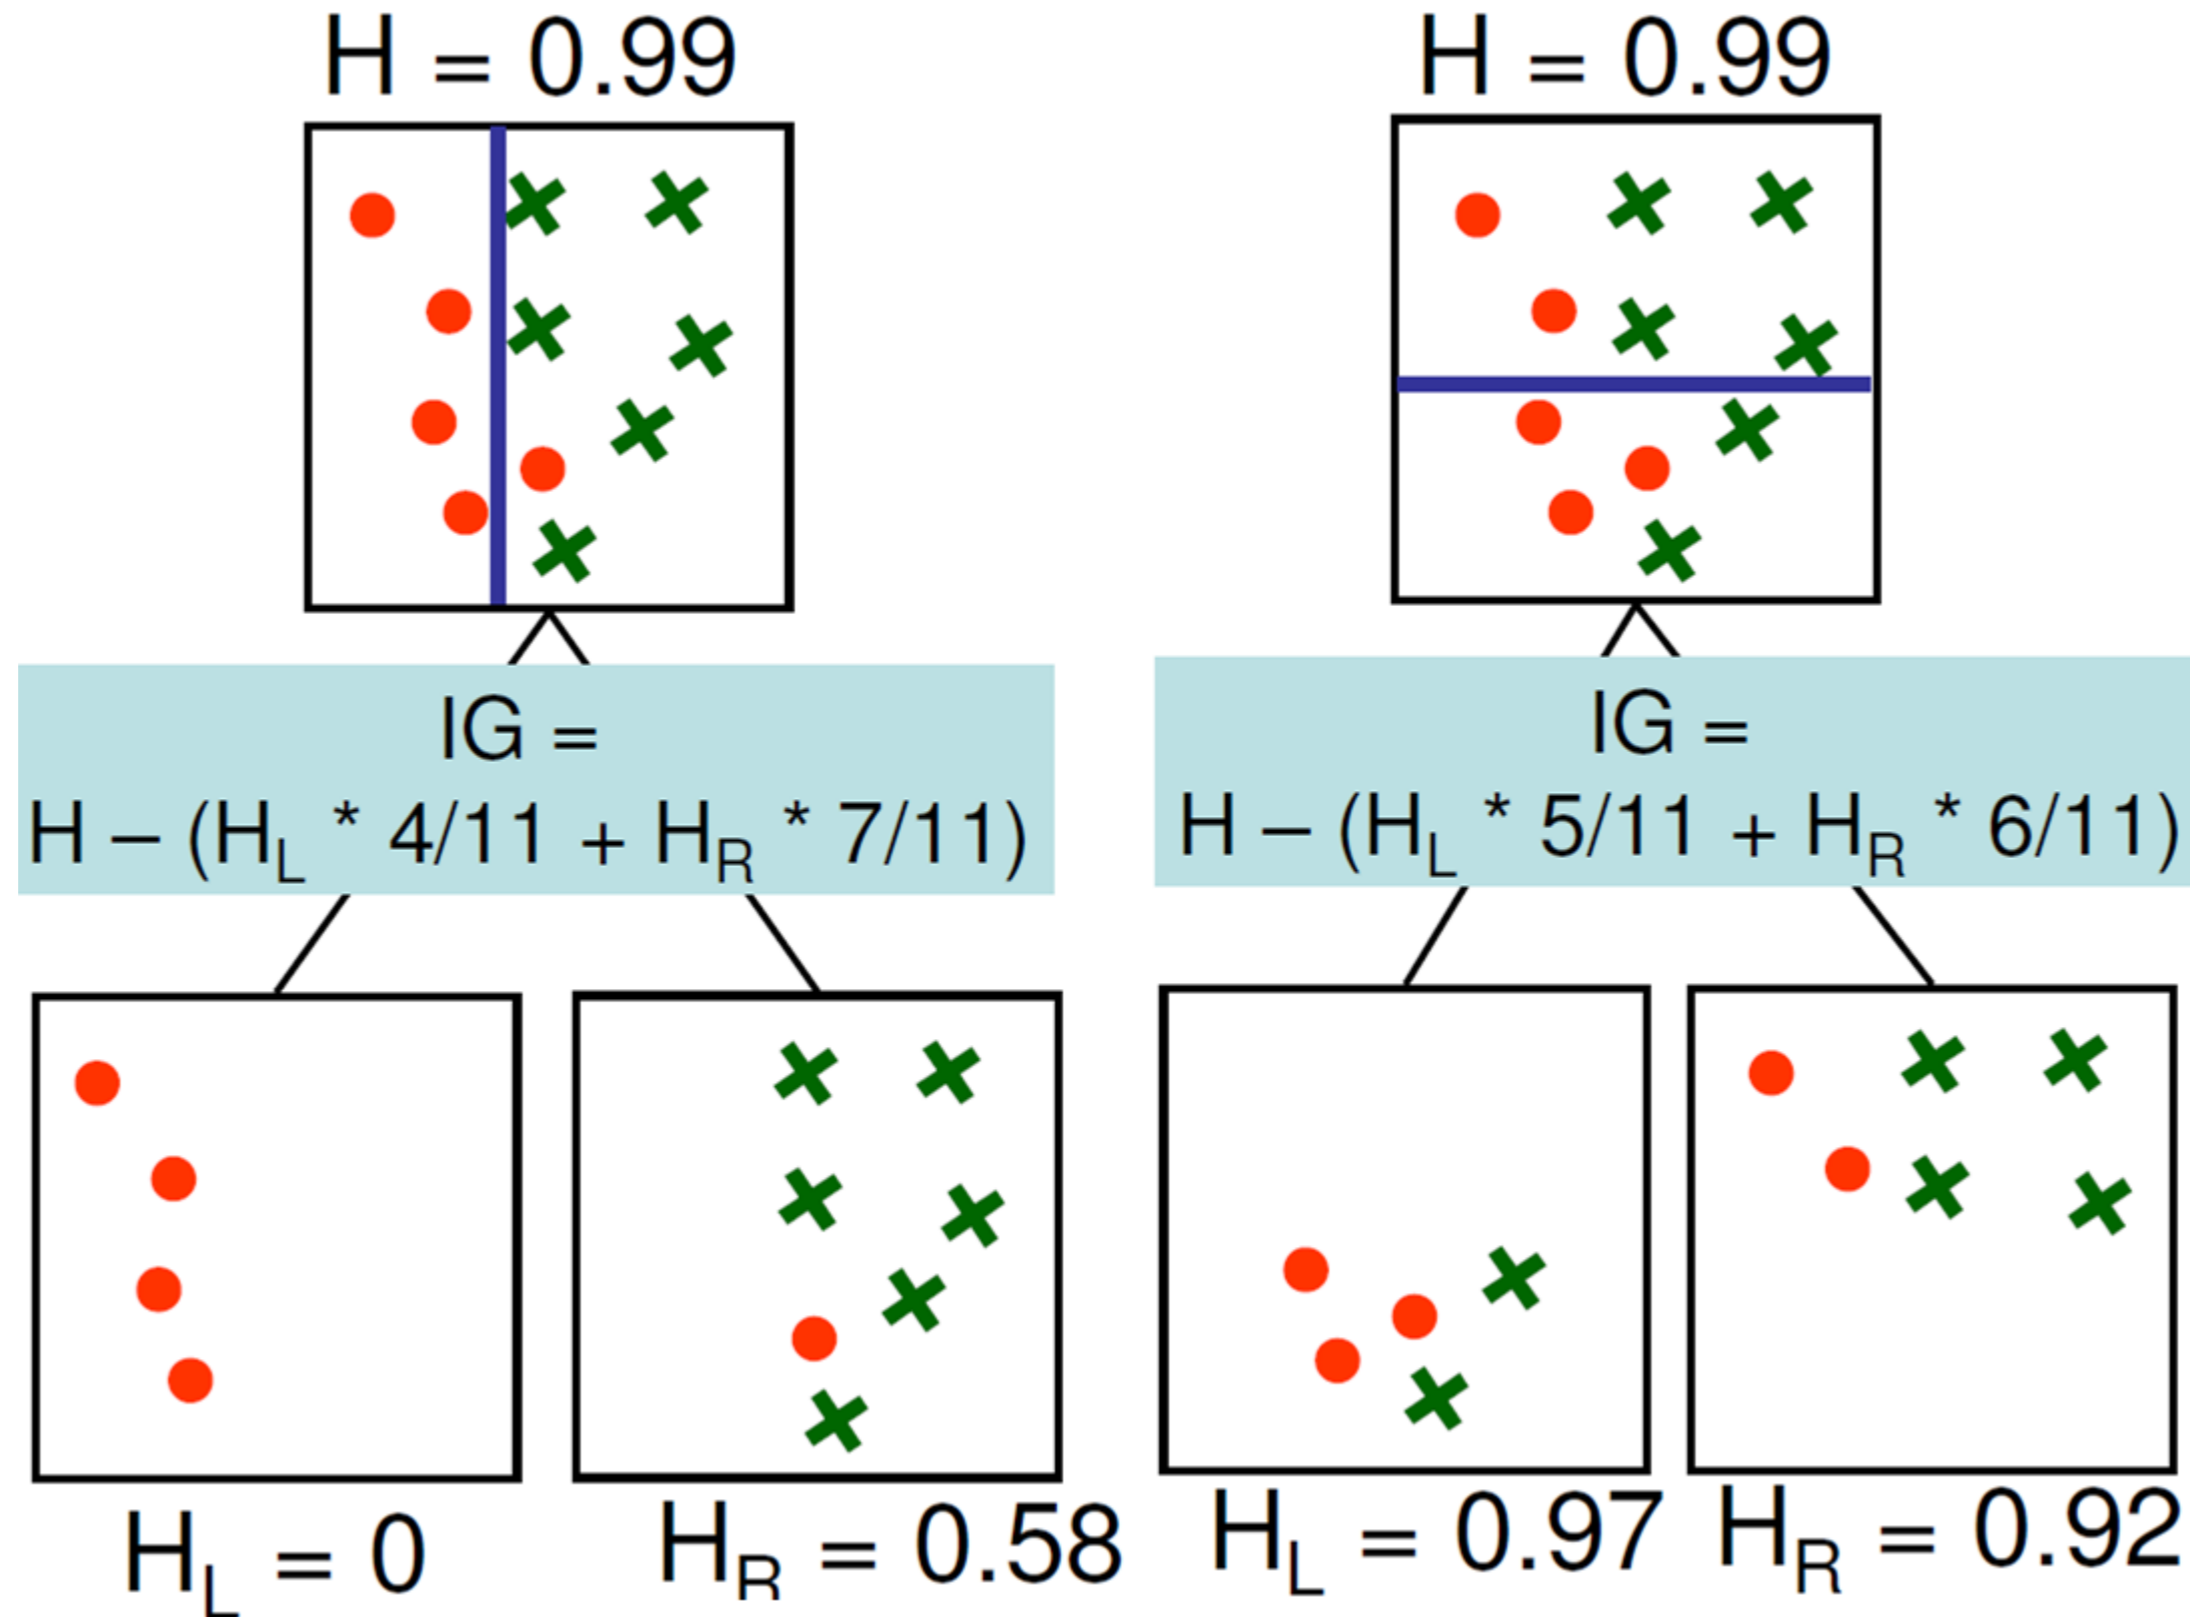 H = 0.99
IG =
H – (HL * 4/11 + HR * 7/11)
HL = 0
HR = 0.58
H = 0.99
IG =
H – (HL * 5/11 + HR * 6/11)
HL = 0.97
HR = 0.92